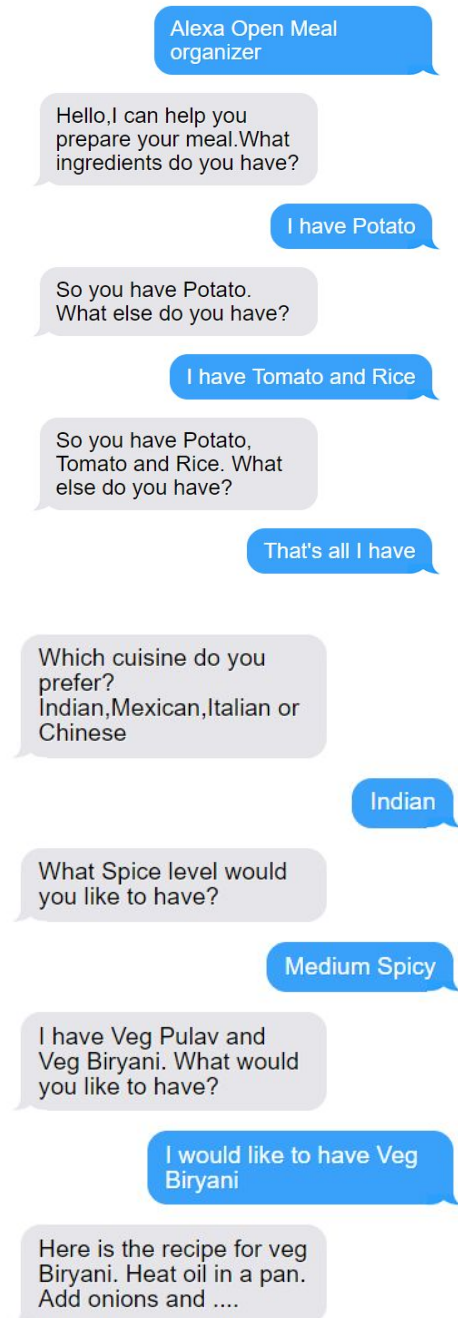 Alexa Open Meal
organizer
Hello,I can help you
prepare your meal.What
ingredients do you have?
I have Potato
So you have Potato.
What else do you have?
I have Tomato and Rice
So you have Potato,
Tomato and Rice. What
else do you have?
That's all I have
Which cuisine do you
prefer?
Indian,Mexican,Italian or
Chinese
Indian
What Spice level would
you like to have?
Medium Spicy
I have Veg Pulav and
Veg Biryani. What would
you like to have?
I would like to have Veg
Biryani
Here is the recipe for veg
Biryani. Heat oil in a pan.
Add onions and ....